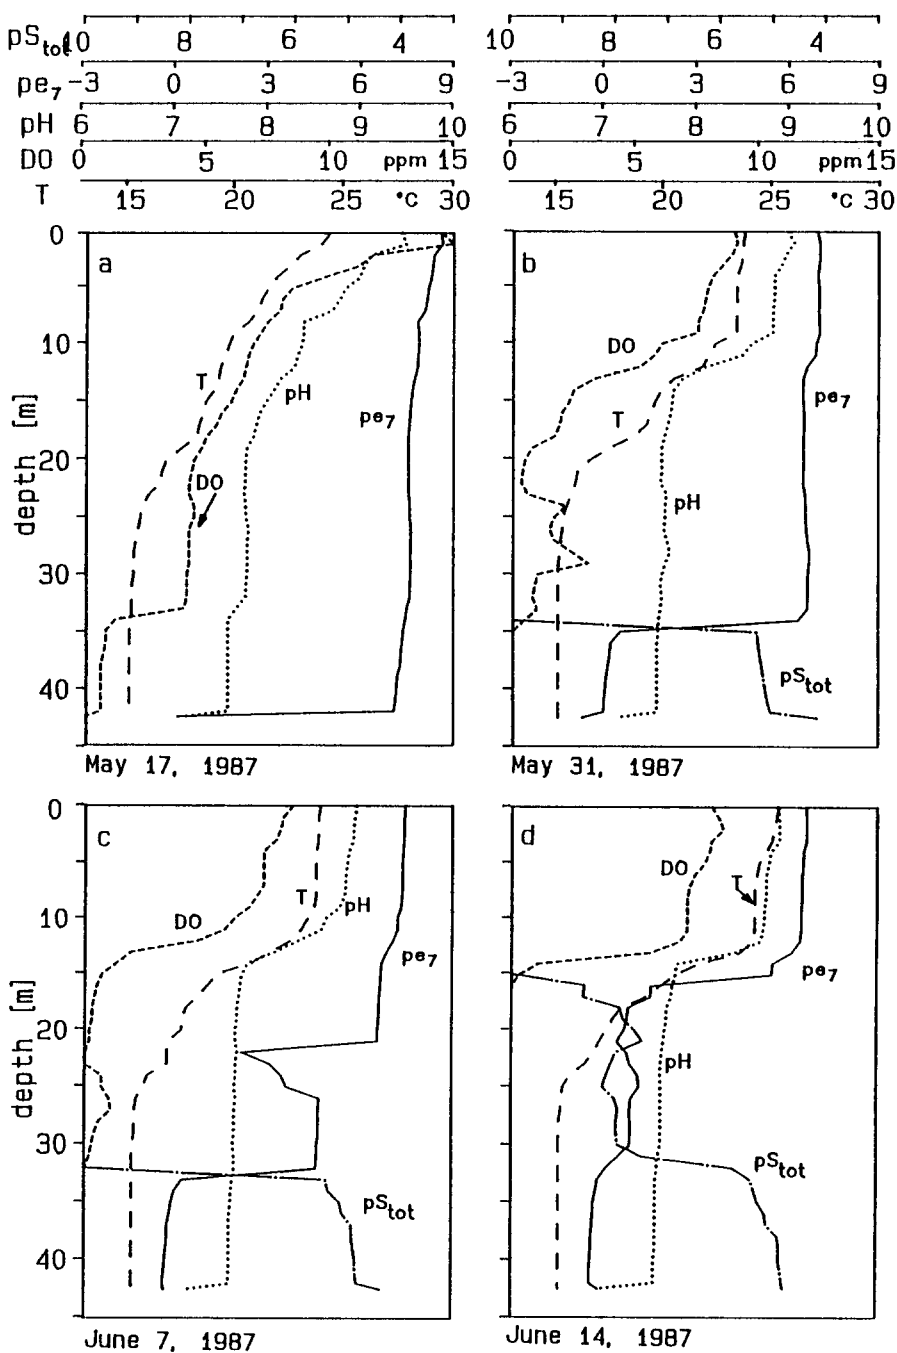 pS_tot 10 8 6 4 10 8 6 4
pe₇ -3 0 3 6 9 -3 0 3 6 9
pH 6 7 8 9 10 6 7 8 9 10
DO 0 5 10 ppm 15 0 5 10 ppm 15
T 15 20 25 °C 30 15 20 25 °C 30
0
10
20
30
40
depth [m]
a
T
pH
pe₇
DO
May 17, 1987
b
DO
T
pe₇
pH
pS_tot
May 31, 1987
0
10
20
30
40
depth [m]
c
T
pH
DO
pe₇
pS_tot
June 7, 1987
d
DO
T
pe₇
pH
pS_tot
June 14, 1987